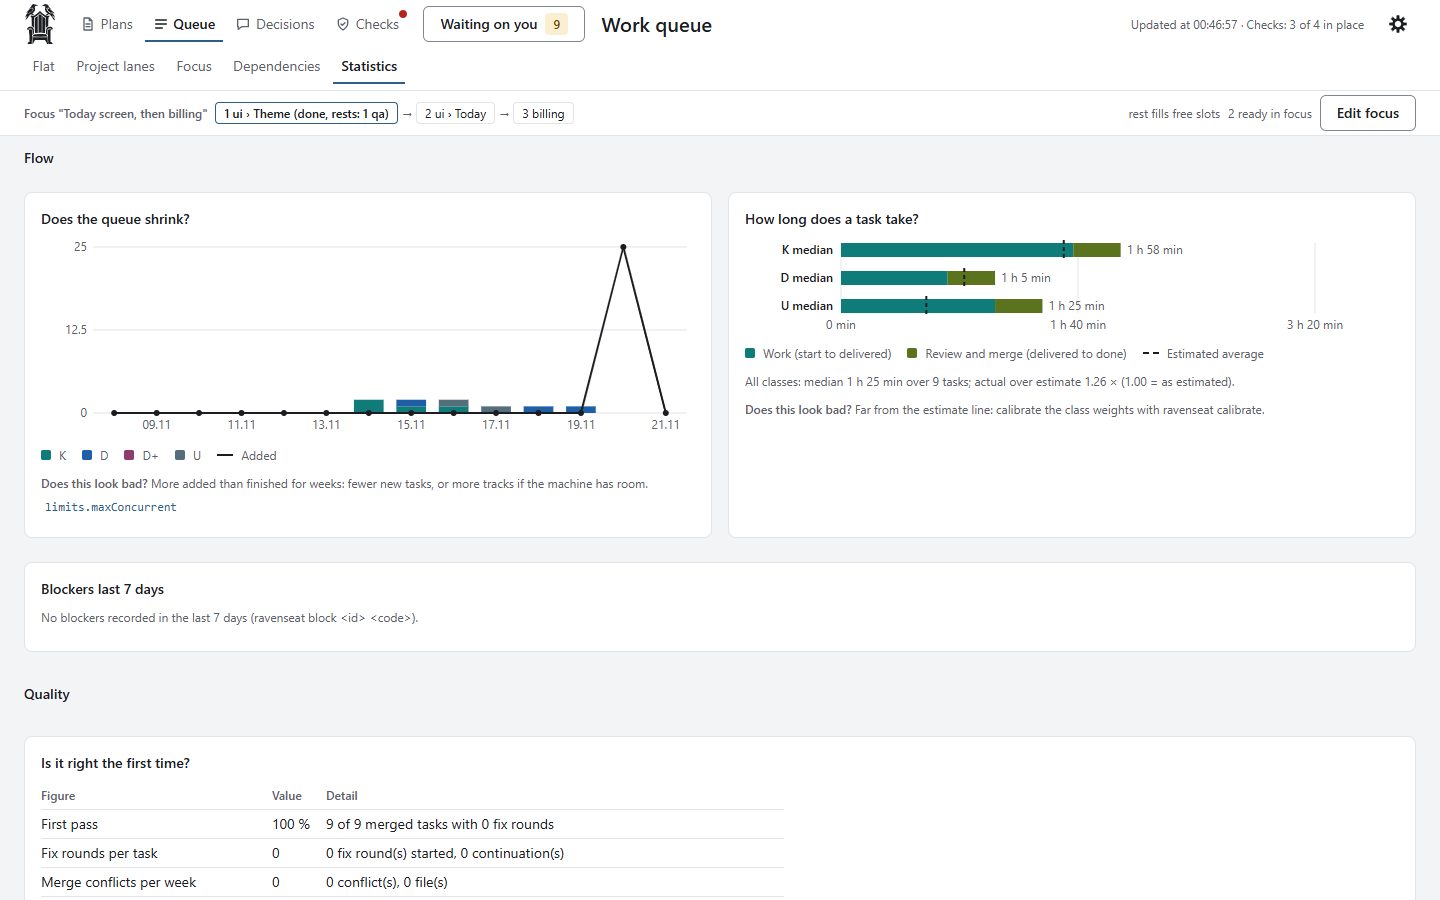 Plans Queue Decisions Checks Waiting on you 9 Work queue Updated at 00:46:57 · Checks: 3 of 4 in place
Flat Project lanes Focus Dependencies Statistics
Focus "Today screen, then billing" 1 ui › Theme (done, rests: 1 qa) → 2 ui › Today → 3 billing rest fills free slots 2 ready in focus Edit focus
Flow
Does the queue shrink?
25
12.5
0
09.11 11.11 13.11 15.11 17.11 19.11 21.11
K D D+ U Added
Does this look bad? More added than finished for weeks: fewer new tasks, or more tracks if the machine has room.
limits.maxConcurrent
How long does a task take?
K median 1 h 58 min
D median 1 h 5 min
U median 1 h 25 min
0 min 1 h 40 min 3 h 20 min
Work (start to delivered) Review and merge (delivered to done) Estimated average
All classes: median 1 h 25 min over 9 tasks; actual over estimate 1.26 × (1.00 = as estimated).
Does this look bad? Far from the estimate line: calibrate the class weights with ravenseat calibrate.
Blockers last 7 days
No blockers recorded in the last 7 days (ravenseat block <id> <code>).
Quality
Is it right the first time?
Figure Value Detail
First pass 100 % 9 of 9 merged tasks with 0 fix rounds
Fix rounds per task 0 0 fix round(s) started, 0 continuation(s)
Merge conflicts per week 0 0 conflict(s), 0 file(s)